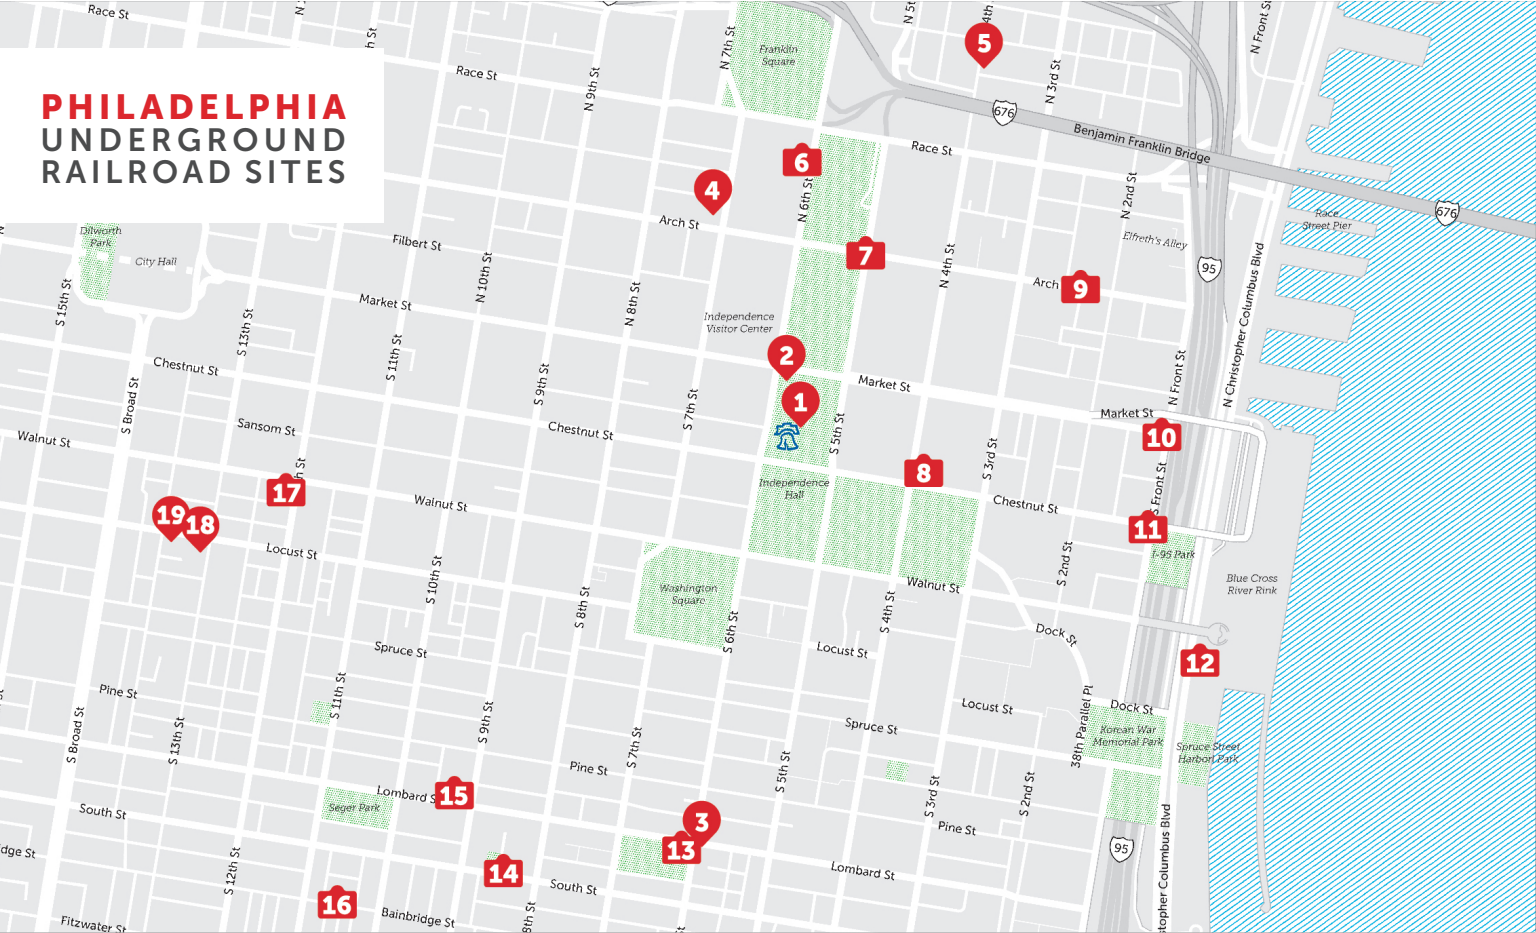 PHILADELPHIA
UNDERGROUND
RAILROAD SITES
Race St
Race St
N 9th St
N 7th St
Franklin
Square
5
4th
N 3rd St
676
Benjamin Franklin Bridge
N Front St
Race St
6
4
N 6th St
Arch St
7
N 4th St
N 2nd St
Elfreth's Alley
Race
Street Pier
676
95
Arch
9
N Christopher Columbus Blvd
Dilworth
Park
City Hall
Filbert St
N 10th St
Market St
N 8th St
S 15th St
S 13th St
S 11th St
Independence
Visitor Center
2
1
Market St
N Front St
Market St
10
Chestnut St
S 9th St
S 7th St
S 5th St
S Broad St
Sansom St
Walnut St
Chestnut St
Independence
Hall
8
S 3rd St
Chestnut St
S Front St
11
I-95 Park
17
19
18
Walnut St
Locust St
S 10th St
S 8th St
Washington
Square
S 6th St
Walnut St
S 4th St
S 2nd St
Blue Cross
River Rink
Dock St
12
Locust St
Spruce St
Pine St
S 11th St
S 9th St
S 13th St
S Broad St
S 7th St
S 5th St
Spruce St
Locust St
38th Parallel Pl
Dock St
Korean War
Memorial Park
Spruce Street
Harbor Park
Pine St
S 3rd St
S 2nd St
Lombard S
15
Seger Park
South St
3
13
Pine St
Lombard St
95
14
South St
16
S 12th St
Bainbridge St
Fitzwater St
8th St
stopher Columbus Blvd
dge St